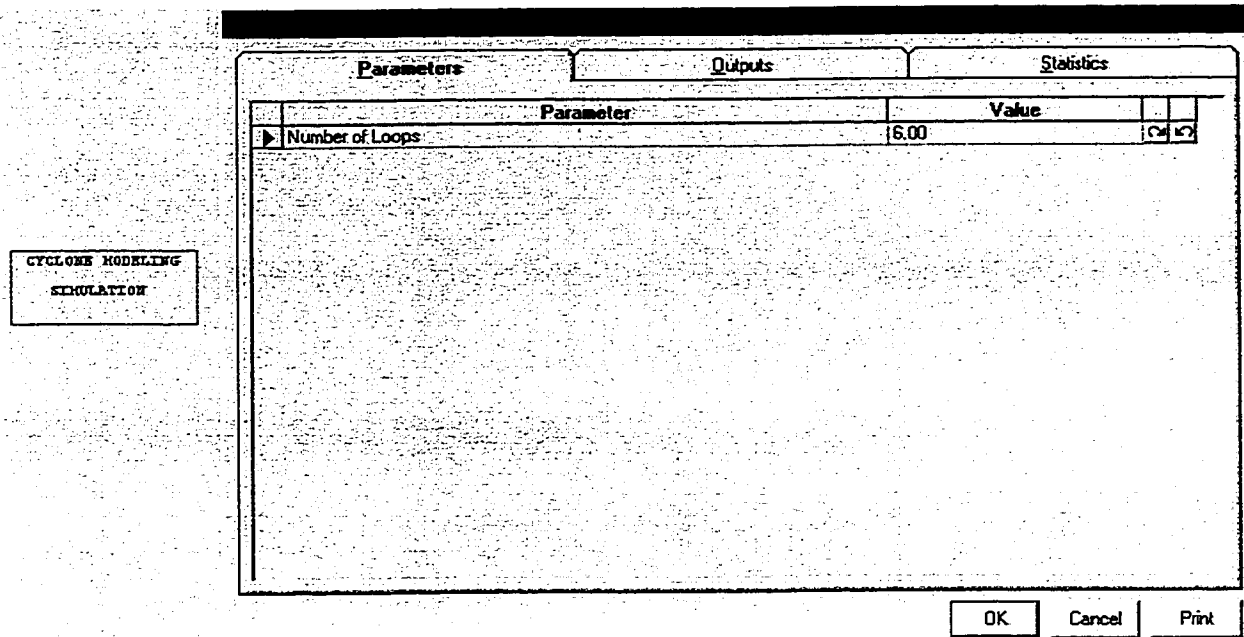 Parameters Outputs Statistics
Parameter Value
Number of Loops 6.00
CYCLONE MODELING
SIMULATION
OK Cancel Print